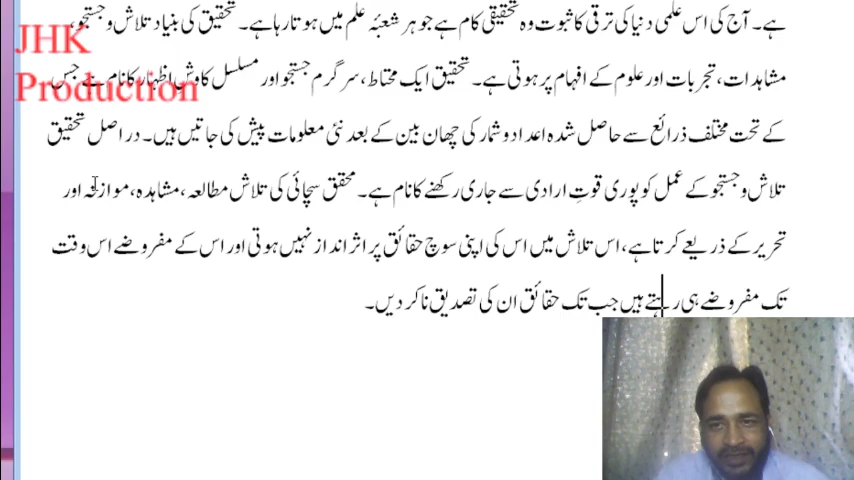 ہے۔ آج کی اس علمی دنیا کی ترقی کا ثبوت وہ تحقیقی کام ہے جو ہر شعبۂ علم میں ہوتا رہا ہے۔ تحقیق کی بنیاد تلاش و جستجو،
JHK
Production
مشاہدات، تجربات اور علوم کے افہام پر ہوتی ہے۔ تحقیق ایک محتاط، سرگرم جستجو اور مسلسل کاوش اظہار کا نام ہے جس
کے تحت مختلف ذرائع سے حاصل شدہ اعداد و شمار کی چھان بین کے بعد نئی معلومات پیش کی جاتیں ہیں۔ در اصل تحقیق
تلاش و جستجو کے عمل کو پوری قوتِ ارادی سے جاری رکھنے کا نام ہے۔ محقق سچائی کی تلاش مطالعہ، مشاہدہ، موازنہ اور
تحریر کے ذریعے کرتا ہے، اس تلاش میں اس کی اپنی سوچ حقائق پر اثر انداز نہیں ہوتی اور اس کے مفروضے اس وقت
تک مفروضے ہی رہتے ہیں جب تک حقائق ان کی تصدیق نا کر دیں۔